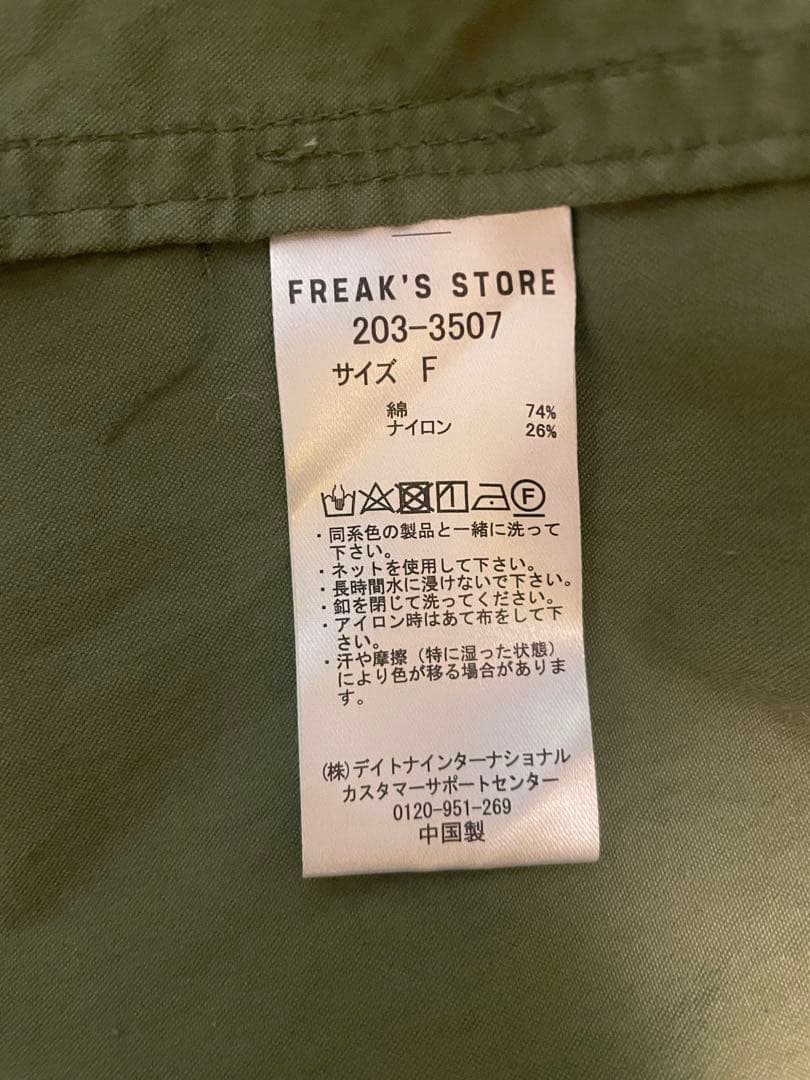 FREAK'S STORE
203-3507
サイズ F
綿 74%
ナイロン 26%
F
・同系色の製品と一緒に洗って
下さい。
・ネットを使用して下さい。
・長時間水に浸けないで下さい。
・釦を閉じて洗ってください。
・アイロン時はあて布をして下
さい。
・汗や摩擦（特に湿った状態）
により色が移る場合がありま
す。
(株)デイトナインターナショナル
カスタマーサポートセンター
0120-951-269
中国製